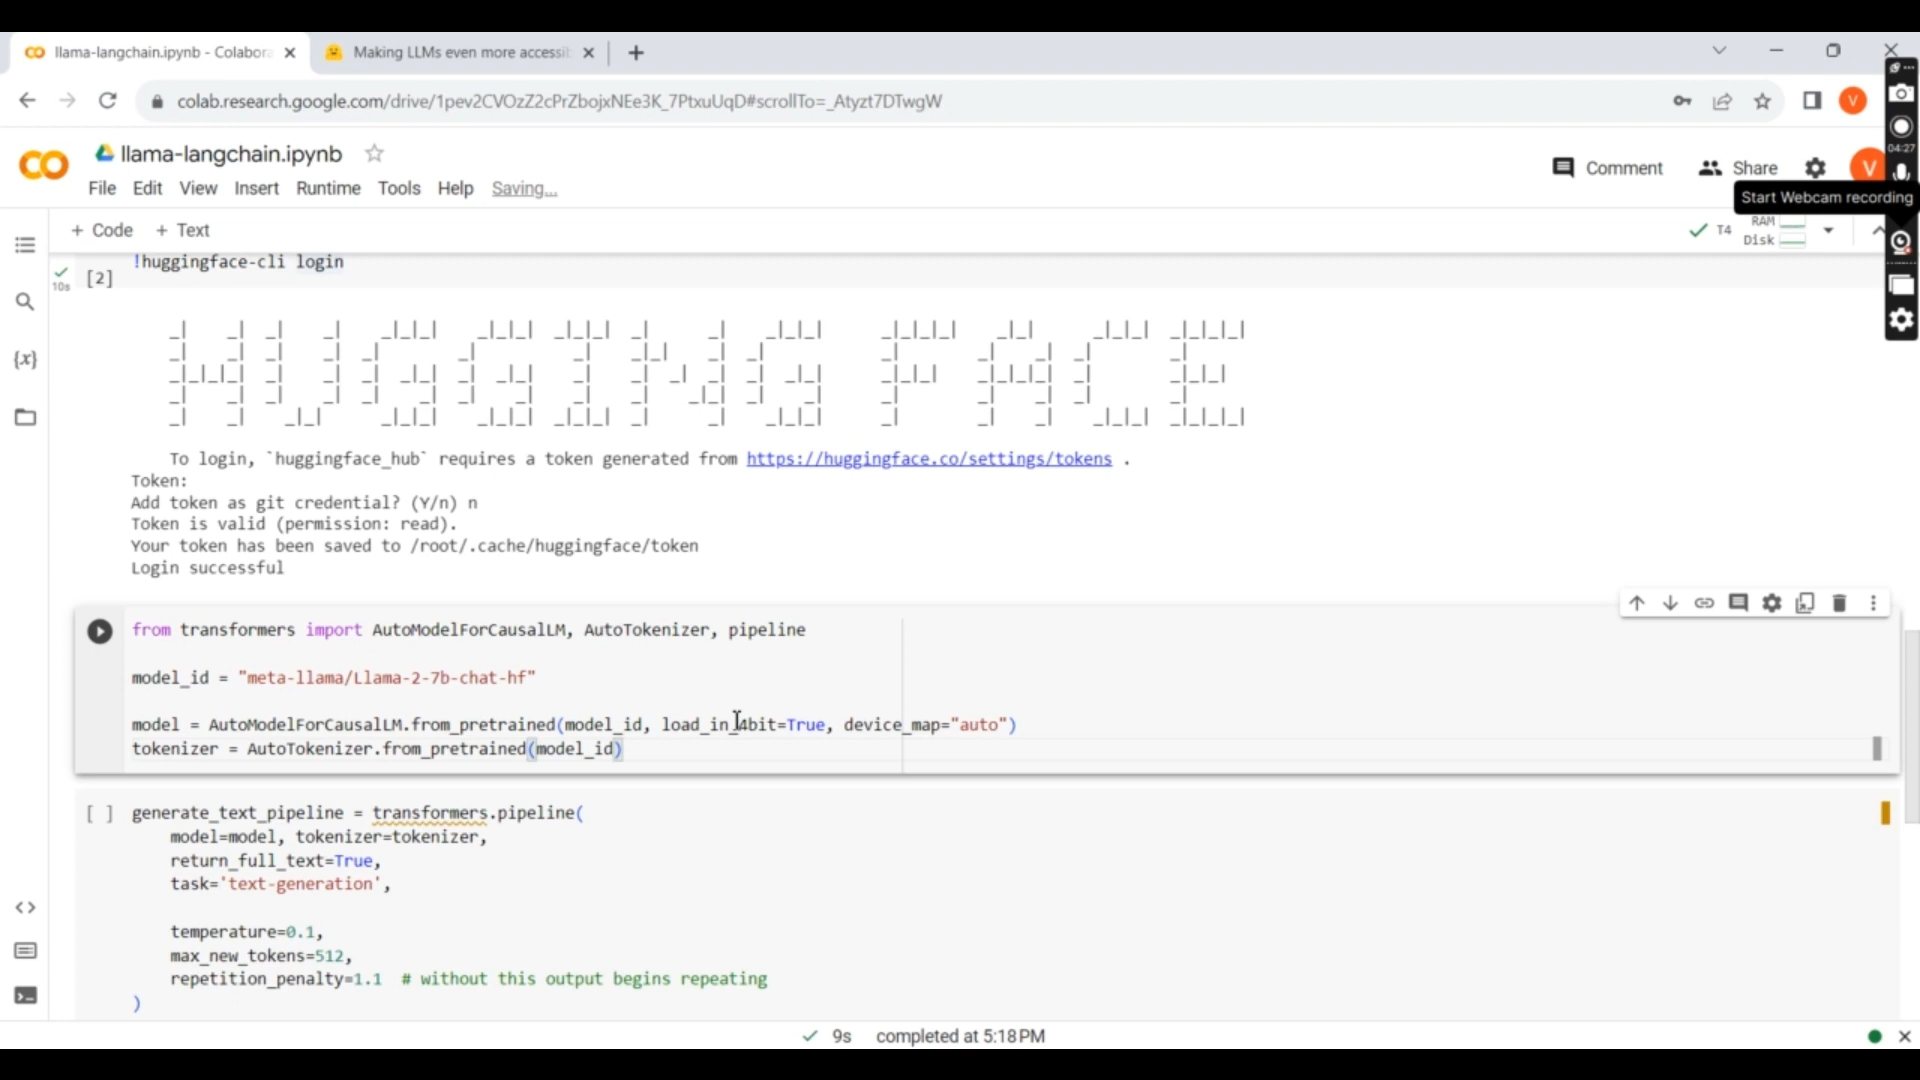 llama-langchain.ipynb - Colabora
Making LLMs even more accessib
colab.research.google.com/drive/1pev2CVOzZ2cPrZbojxNEe3K_7PtxuUqD#scrollTo=_Atyzt7DTwgW
V
llama-langchain.ipynb
Comment
Share
V
04:27
File Edit View Insert Runtime Tools Help Saving...
Start Webcam recording
+ Code + Text
T4
RAM
Disk
!huggingface-cli login
10s
[2]
HUGGING FACE
To login, `huggingface_hub` requires a token generated from https://huggingface.co/settings/tokens .
Token:
Add token as git credential? (Y/n) n
Token is valid (permission: read).
Your token has been saved to /root/.cache/huggingface/token
Login successful
from transformers import AutoModelForCausalLM, AutoTokenizer, pipeline
model_id = "meta-llama/Llama-2-7b-chat-hf"
model = AutoModelForCausalLM.from_pretrained(model_id, load_in_4bit=True, device_map="auto")
tokenizer = AutoTokenizer.from_pretrained(model_id)
[ ] generate_text_pipeline = transformers.pipeline(
model=model, tokenizer=tokenizer,
return_full_text=True,
task='text-generation',
temperature=0.1,
max_new_tokens=512,
repetition_penalty=1.1 # without this output begins repeating
)
9s completed at 5:18 PM